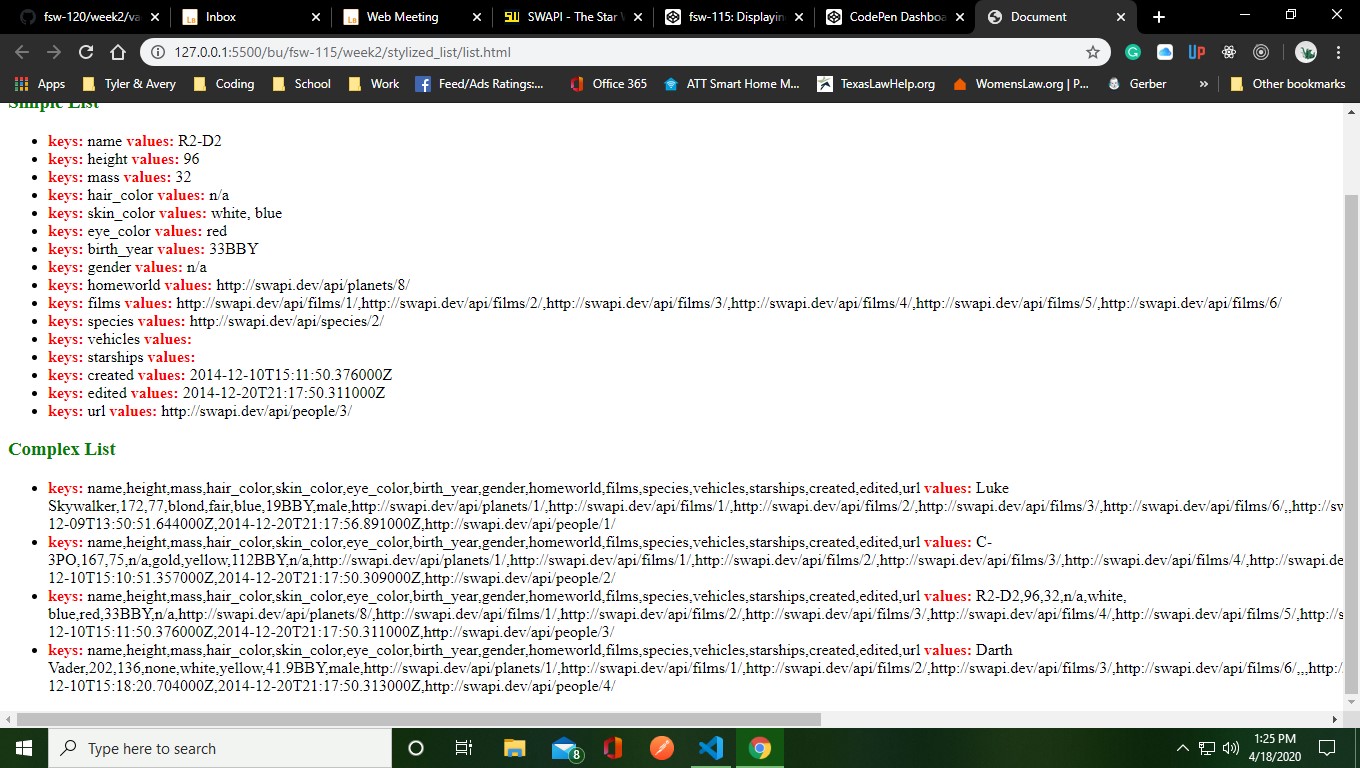 fsw-120/week2/va
Inbox
Web Meeting
SWAPI - The Star W
fsw-115: Displayin
CodePen Dashboa
Document
127.0.0.1:5500/bu/fsw-115/week2/stylized_list/list.html
Apps
Tyler & Avery
Coding
School
Work
Feed/Ads Ratings:...
Office 365
ATT Smart Home M...
TexasLawHelp.org
WomensLaw.org | P...
Gerber
»
Other bookmarks
Simple List
keys: name values: R2-D2
keys: height values: 96
keys: mass values: 32
keys: hair_color values: n/a
keys: skin_color values: white, blue
keys: eye_color values: red
keys: birth_year values: 33BBY
keys: gender values: n/a
keys: homeworld values: http://swapi.dev/api/planets/8/
keys: films values: http://swapi.dev/api/films/1/,http://swapi.dev/api/films/2/,http://swapi.dev/api/films/3/,http://swapi.dev/api/films/4/,http://swapi.dev/api/films/5/,http://swapi.dev/api/films/6/
keys: species values: http://swapi.dev/api/species/2/
keys: vehicles values:
keys: starships values:
keys: created values: 2014-12-10T15:11:50.376000Z
keys: edited values: 2014-12-20T21:17:50.311000Z
keys: url values: http://swapi.dev/api/people/3/
Complex List
keys: name,height,mass,hair_color,skin_color,eye_color,birth_year,gender,homeworld,films,species,vehicles,starships,created,edited,url values: Luke
Skywalker,172,77,blond,fair,blue,19BBY,male,http://swapi.dev/api/planets/1/,http://swapi.dev/api/films/1/,http://swapi.dev/api/films/2/,http://swapi.dev/api/films/3/,http://swapi.dev/api/films/6/,,http://sw
12-09T13:50:51.644000Z,2014-12-20T21:17:56.891000Z,http://swapi.dev/api/people/1/
keys: name,height,mass,hair_color,skin_color,eye_color,birth_year,gender,homeworld,films,species,vehicles,starships,created,edited,url values: C-
3PO,167,75,n/a,gold,yellow,112BBY,n/a,http://swapi.dev/api/planets/1/,http://swapi.dev/api/films/1/,http://swapi.dev/api/films/2/,http://swapi.dev/api/films/3/,http://swapi.dev/api/films/4/,http://swapi.de
12-10T15:10:51.357000Z,2014-12-20T21:17:50.309000Z,http://swapi.dev/api/people/2/
keys: name,height,mass,hair_color,skin_color,eye_color,birth_year,gender,homeworld,films,species,vehicles,starships,created,edited,url values: R2-D2,96,32,n/a,white,
blue,red,33BBY,n/a,http://swapi.dev/api/planets/8/,http://swapi.dev/api/films/1/,http://swapi.dev/api/films/2/,http://swapi.dev/api/films/3/,http://swapi.dev/api/films/4/,http://swapi.dev/api/films/5/,http://s
12-10T15:11:50.376000Z,2014-12-20T21:17:50.311000Z,http://swapi.dev/api/people/3/
keys: name,height,mass,hair_color,skin_color,eye_color,birth_year,gender,homeworld,films,species,vehicles,starships,created,edited,url values: Darth
Vader,202,136,none,white,yellow,41.9BBY,male,http://swapi.dev/api/planets/1/,http://swapi.dev/api/films/1/,http://swapi.dev/api/films/2/,http://swapi.dev/api/films/3/,http://swapi.dev/api/films/6/,,,http://s
12-10T15:18:20.704000Z,2014-12-20T21:17:50.313000Z,http://swapi.dev/api/people/4/
Type here to search
8
1:25 PM
4/18/2020